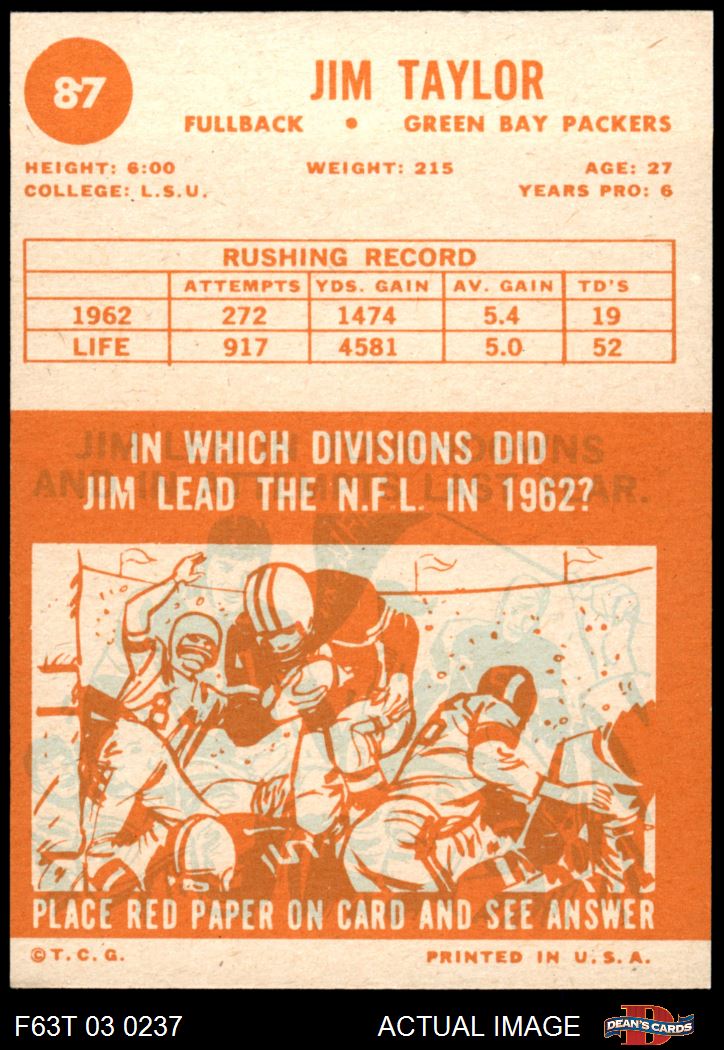 87
JIM TAYLOR
FULLBACK • GREEN BAY PACKERS
HEIGHT: 6:00 WEIGHT: 215 AGE: 27
COLLEGE: L.S.U. YEARS PRO: 6
RUSHING RECORD
ATTEMPTS YDS. GAIN AV. GAIN TD'S
1962 272 1474 5.4 19
LIFE 917 4581 5.0 52
IN WHICH DIVISIONS DID
JIM LEAD THE N.F.L. IN 1962?
PLACE RED PAPER ON CARD AND SEE ANSWER
© T. C. G. PRINTED IN U. S. A.
F63T 03 0237 ACTUAL IMAGE DEAN'S CARDS